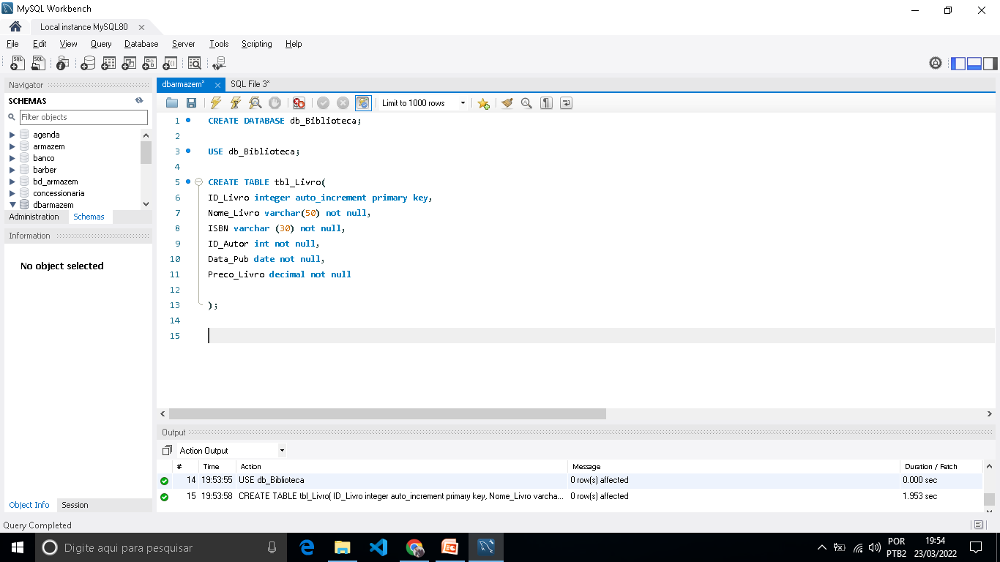 MySQL Workbench
Local instance MySQL80
File Edit View Query Database Server Tools Scripting Help
Navigator
SCHEMAS
Filter objects
agenda
armazem
banco
barber
bd_armazem
concessionaria
dbarmazem
Administration Schemas
Information
No object selected
Object Info Session
dbarmazem* SQL File 3*
Limit to 1000 rows
1 CREATE DATABASE db_Biblioteca;
2
3 USE db_Biblioteca;
4
5 CREATE TABLE tbl_Livro(
6 ID_Livro integer auto_increment primary key,
7 Nome_Livro varchar(50) not null,
8 ISBN varchar (30) not null,
9 ID_Autor int not null,
10 Data_Pub date not null,
11 Preco_Livro decimal not null
12
13 );
14
15
Output
Action Output
# Time Action Message Duration / Fetch
14 19:53:55 USE db_Biblioteca 0 row(s) affected 0.000 sec
15 19:53:58 CREATE TABLE tbl_Livro( ID_Livro integer auto_increment primary key, Nome_Livro varcha... 0 row(s) affected 1.953 sec
Query Completed
Digite aqui para pesquisar
POR 19:54
PTB2 23/03/2022